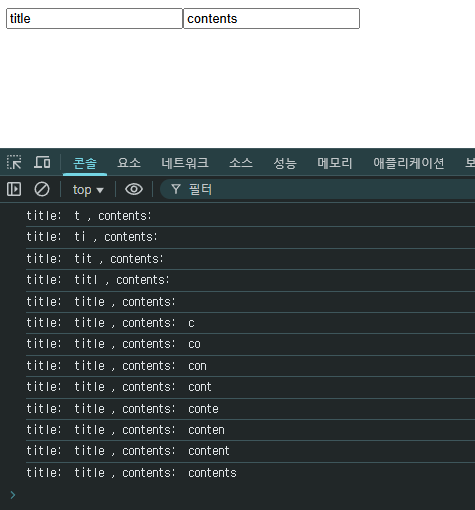 title contents
콘솔 요소 네트워크 소스 성능 메모리 애플리케이션 보
top 필터
title: t , contents:
title: ti , contents:
title: tit , contents:
title: titl , contents:
title: title , contents:
title: title , contents: c
title: title , contents: co
title: title , contents: con
title: title , contents: cont
title: title , contents: conte
title: title , contents: conten
title: title , contents: content
title: title , contents: contents
>